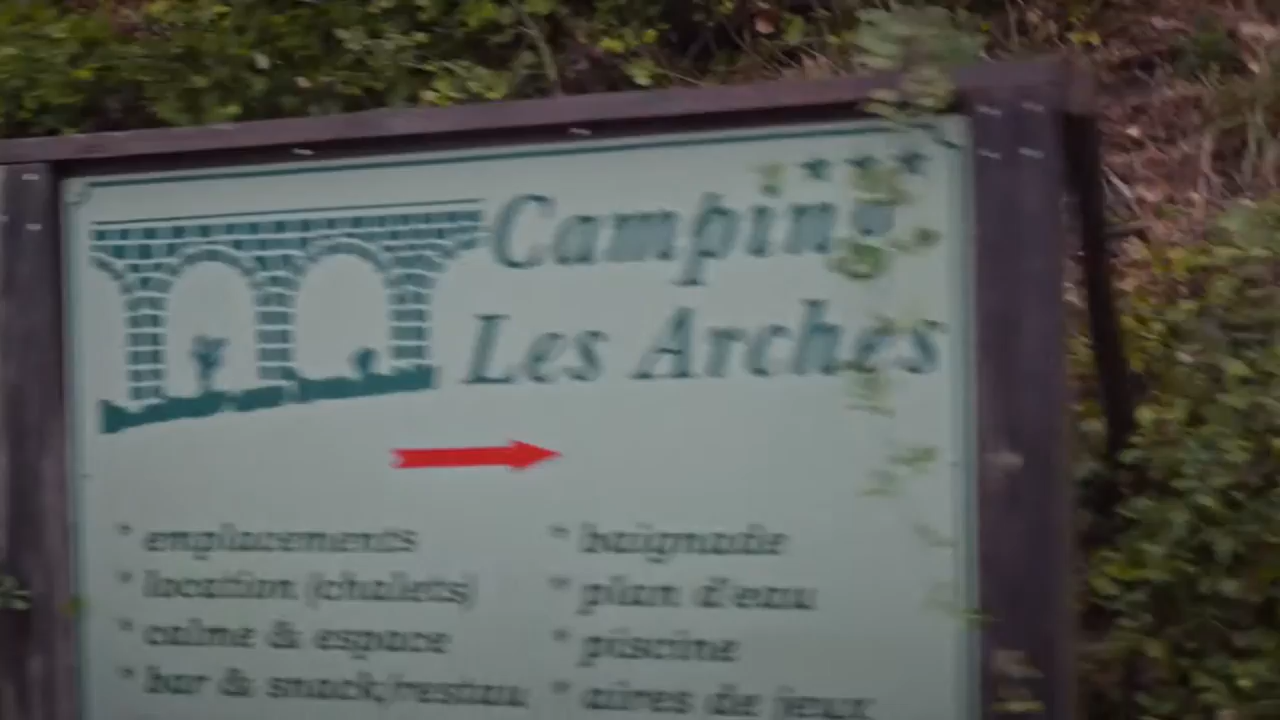 Camping
Les Arches
* emplacements
* location (chalets)
* calme & espace
* bar & snack/restau
* baignade
* plan d'eau
* piscine
* aires de jeux